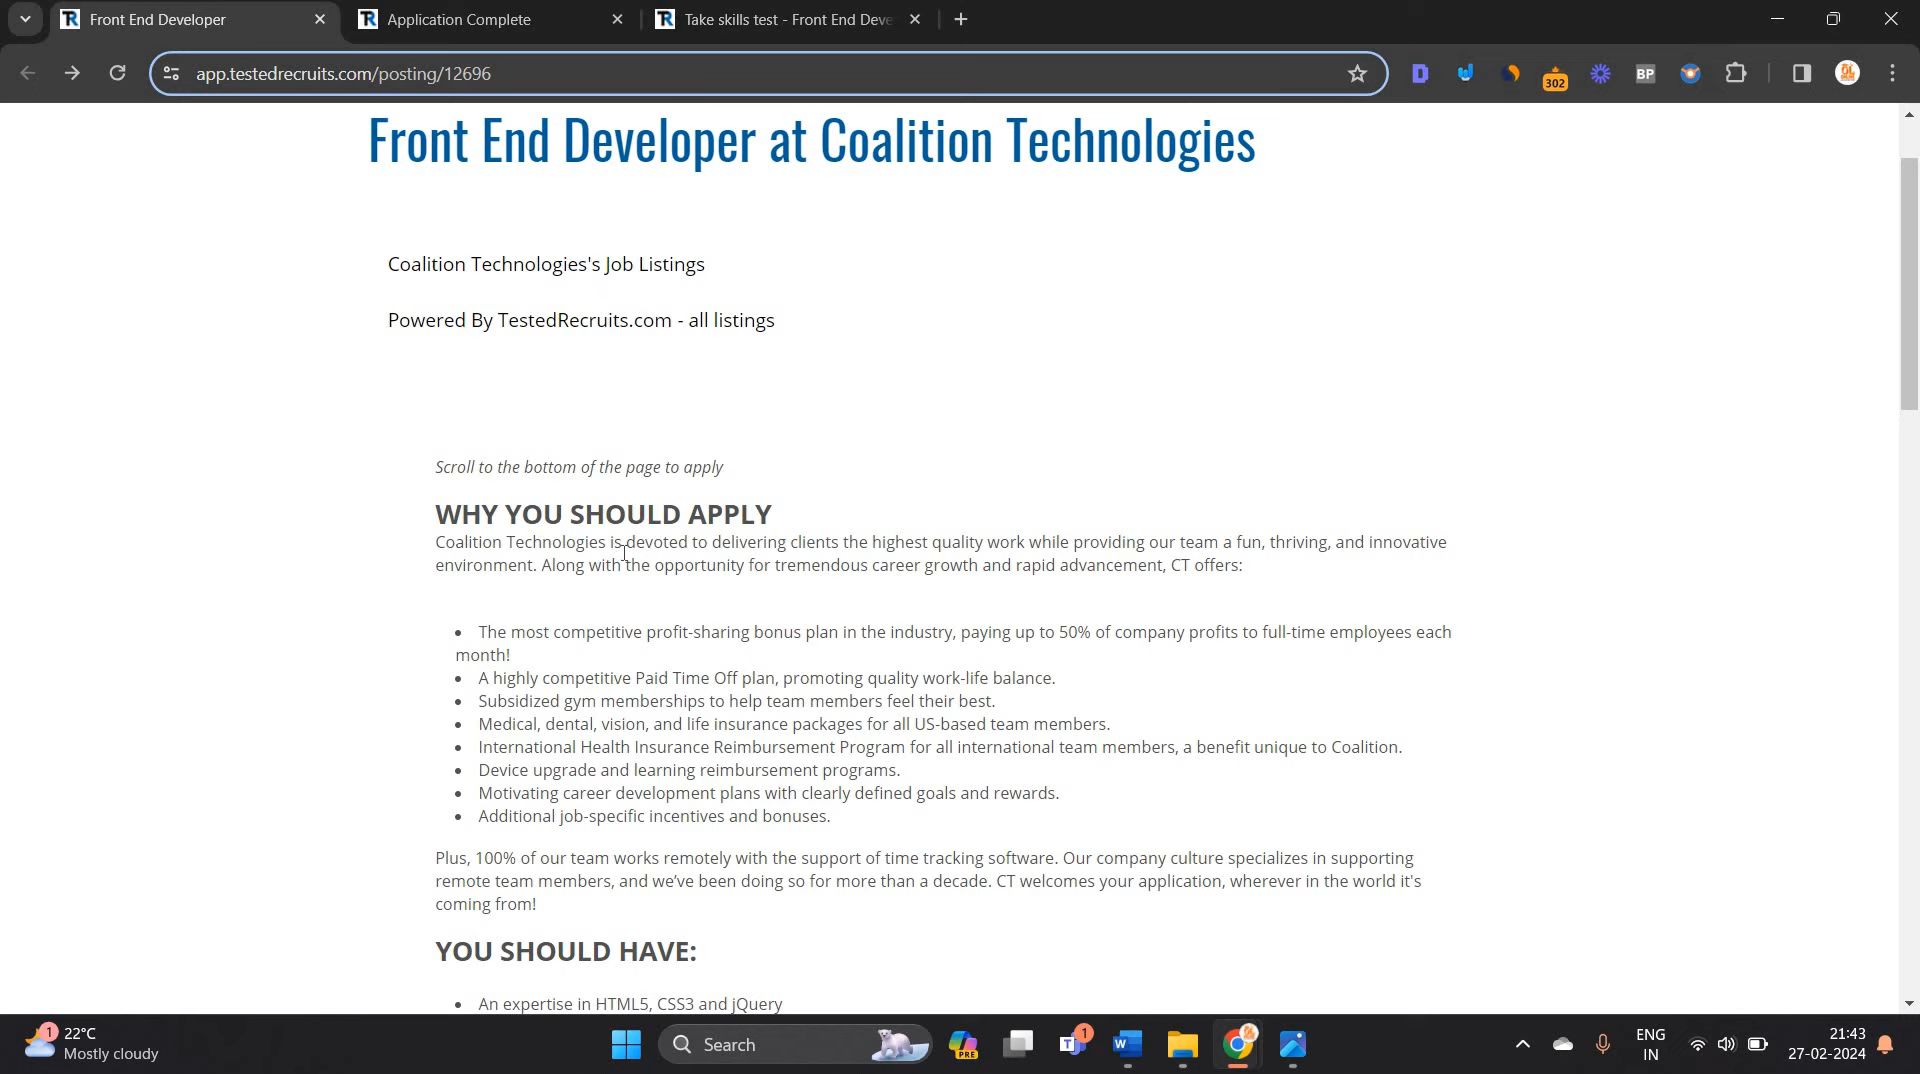 Front End Developer
Application Complete
Take skills test - Front End Deve
app.testedrecruits.com/posting/12696
302
BP
Front End Developer at Coalition Technologies
Coalition Technologies's Job Listings
Powered By TestedRecruits.com - all listings
Scroll to the bottom of the page to apply
WHY YOU SHOULD APPLY
Coalition Technologies is devoted to delivering clients the highest quality work while providing our team a fun, thriving, and innovative
environment. Along with the opportunity for tremendous career growth and rapid advancement, CT offers:
• The most competitive profit-sharing bonus plan in the industry, paying up to 50% of company profits to full-time employees each
month!
• A highly competitive Paid Time Off plan, promoting quality work-life balance.
• Subsidized gym memberships to help team members feel their best.
• Medical, dental, vision, and life insurance packages for all US-based team members.
• International Health Insurance Reimbursement Program for all international team members, a benefit unique to Coalition.
• Device upgrade and learning reimbursement programs.
• Motivating career development plans with clearly defined goals and rewards.
• Additional job-specific incentives and bonuses.
Plus, 100% of our team works remotely with the support of time tracking software. Our company culture specializes in supporting
remote team members, and we've been doing so for more than a decade. CT welcomes your application, wherever in the world it's
coming from!
YOU SHOULD HAVE:
• An expertise in HTML5, CSS3 and jQuery
1
22°C
Mostly cloudy
Search
PRE
1
ENG
IN
21:43
27-02-2024